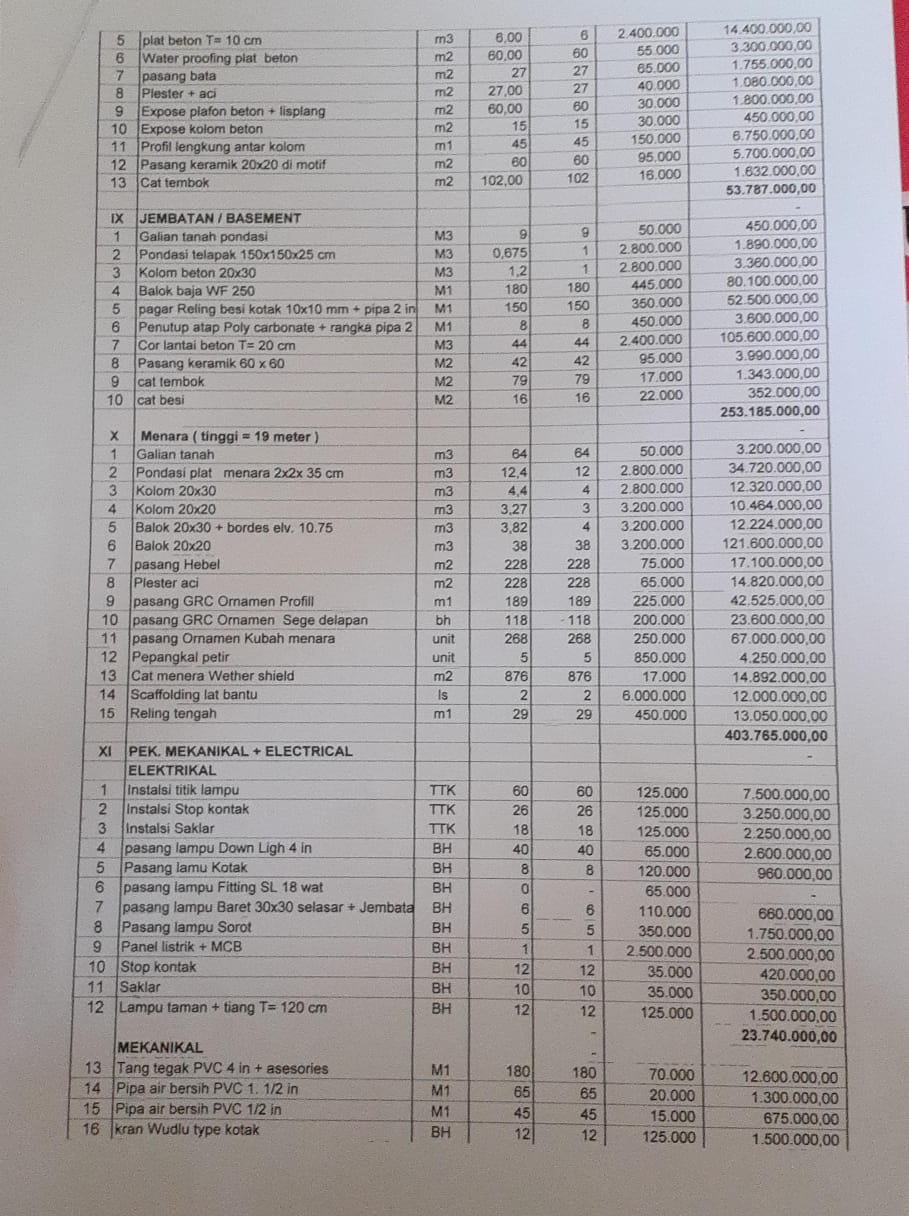 5 plat beton T= 10 cm m3 6,00 6 2.400.000 14.400.000,00
6 Water proofing plat beton m2 60,00 60 55.000 3.300.000,00
7 pasang bata m2 27 27 65.000 1.755.000,00
8 Plester + aci m2 27,00 27 40.000 1.080.000,00
9 Expose plafon beton + lisplang m2 60,00 60 30.000 1.800.000,00
10 Expose kolom beton m2 15 15 30.000 450.000,00
11 Profil lengkung antar kolom m1 45 45 150.000 6.750.000,00
12 Pasang keramik 20x20 di motif m2 60 60 95.000 5.700.000,00
13 Cat tembok m2 102,00 102 16.000 1.632.000,00
53.787.000,00
IX JEMBATAN / BASEMENT -
1 Galian tanah pondasi M3 9 9 50.000 450.000,00
2 Pondasi telapak 150x150x25 cm M3 0,675 1 2.800.000 1.890.000,00
3 Kolom beton 20x30 M3 1,2 1 2.800.000 3.360.000,00
4 Balok baja WF 250 M1 180 180 445.000 80.100.000,00
5 pagar Reling besi kotak 10x10 mm + pipa 2 in M1 150 150 350.000 52.500.000,00
6 Penutup atap Poly carbonate + rangka pipa 2 M1 8 8 450.000 3.600.000,00
7 Cor lantai beton T= 20 cm M3 44 44 2.400.000 105.600.000,00
8 Pasang keramik 60 x 60 M2 42 42 95.000 3.990.000,00
9 cat tembok M2 79 79 17.000 1.343.000,00
10 cat besi M2 16 16 22.000 352.000,00
253.185.000,00
X Menara ( tinggi = 19 meter ) -
1 Galian tanah m3 64 64 50.000 3.200.000,00
2 Pondasi plat menara 2x2x 35 cm m3 12,4 12 2.800.000 34.720.000,00
3 Kolom 20x30 m3 4,4 4 2.800.000 12.320.000,00
4 Kolom 20x20 m3 3,27 3 3.200.000 10.464.000,00
5 Balok 20x30 + bordes elv. 10.75 m3 3,82 4 3.200.000 12.224.000,00
6 Balok 20x20 m3 38 38 3.200.000 121.600.000,00
7 pasang Hebel m2 228 228 75.000 17.100.000,00
8 Plester aci m2 228 228 65.000 14.820.000,00
9 pasang GRC Ornamen Profill m1 189 189 225.000 42.525.000,00
10 pasang GRC Ornamen Sege delapan bh 118 118 200.000 23.600.000,00
11 pasang Ornamen Kubah menara unit 268 268 250.000 67.000.000,00
12 Pepangkal petir unit 5 5 850.000 4.250.000,00
13 Cat menera Wether shield m2 876 876 17.000 14.892.000,00
14 Scaffolding lat bantu ls 2 2 6.000.000 12.000.000,00
15 Reling tengah m1 29 29 450.000 13.050.000,00
403.765.000,00
XI PEK. MEKANIKAL + ELECTRICAL -
ELEKTRIKAL
1 Instalsi titik lampu TTK 60 60 125.000 7.500.000,00
2 Instalsi Stop kontak TTK 26 26 125.000 3.250.000,00
3 Instalsi Saklar TTK 18 18 125.000 2.250.000,00
4 pasang lampu Down Ligh 4 in BH 40 40 65.000 2.600.000,00
5 Pasang lamu Kotak BH 8 8 120.000 960.000,00
6 pasang lampu Fitting SL 18 wat BH 0 - 65.000 -
7 pasang lampu Baret 30x30 selasar + Jembata BH 6 6 110.000 660.000,00
8 Pasang lampu Sorot BH 5 5 350.000 1.750.000,00
9 Panel listrik + MCB BH 1 1 2.500.000 2.500.000,00
10 Stop kontak BH 12 12 35.000 420.000,00
11 Saklar BH 10 10 35.000 350.000,00
12 Lampu taman + tiang T= 120 cm BH 12 12 125.000 1.500.000,00
- 23.740.000,00
MEKANIKAL -
13 Tang tegak PVC 4 in + asesories M1 180 180 70.000 12.600.000,00
14 Pipa air bersih PVC 1. 1/2 in M1 65 65 20.000 1.300.000,00
15 Pipa air bersih PVC 1/2 in M1 45 45 15.000 675.000,00
16 kran Wudlu type kotak BH 12 12 125.000 1.500.000,00